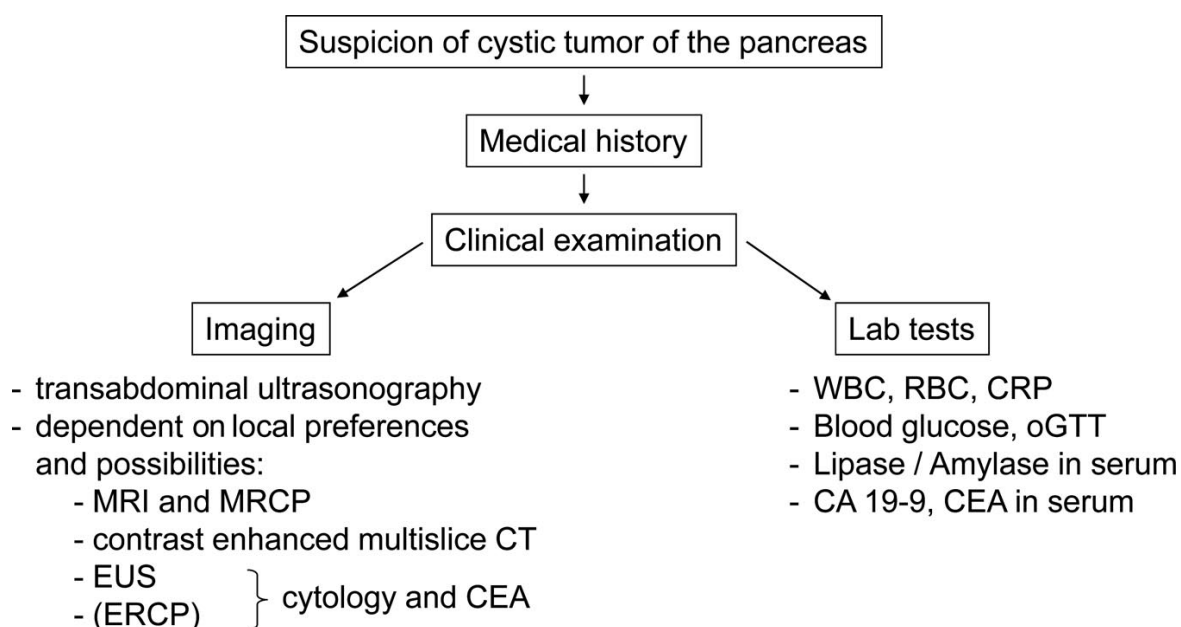 Suspicion of cystic tumor of the pancreas
Medical history
Clinical examination
Imaging
- transabdominal ultrasonography
- dependent on local preferences
and possibilities:
- MRI and MRCP
- contrast enhanced multislice CT
- EUS
- (ERCP)
cytology and CEA
Lab tests
- WBC, RBC, CRP
- Blood glucose, oGTT
- Lipase / Amylase in serum
- CA 19-9, CEA in serum